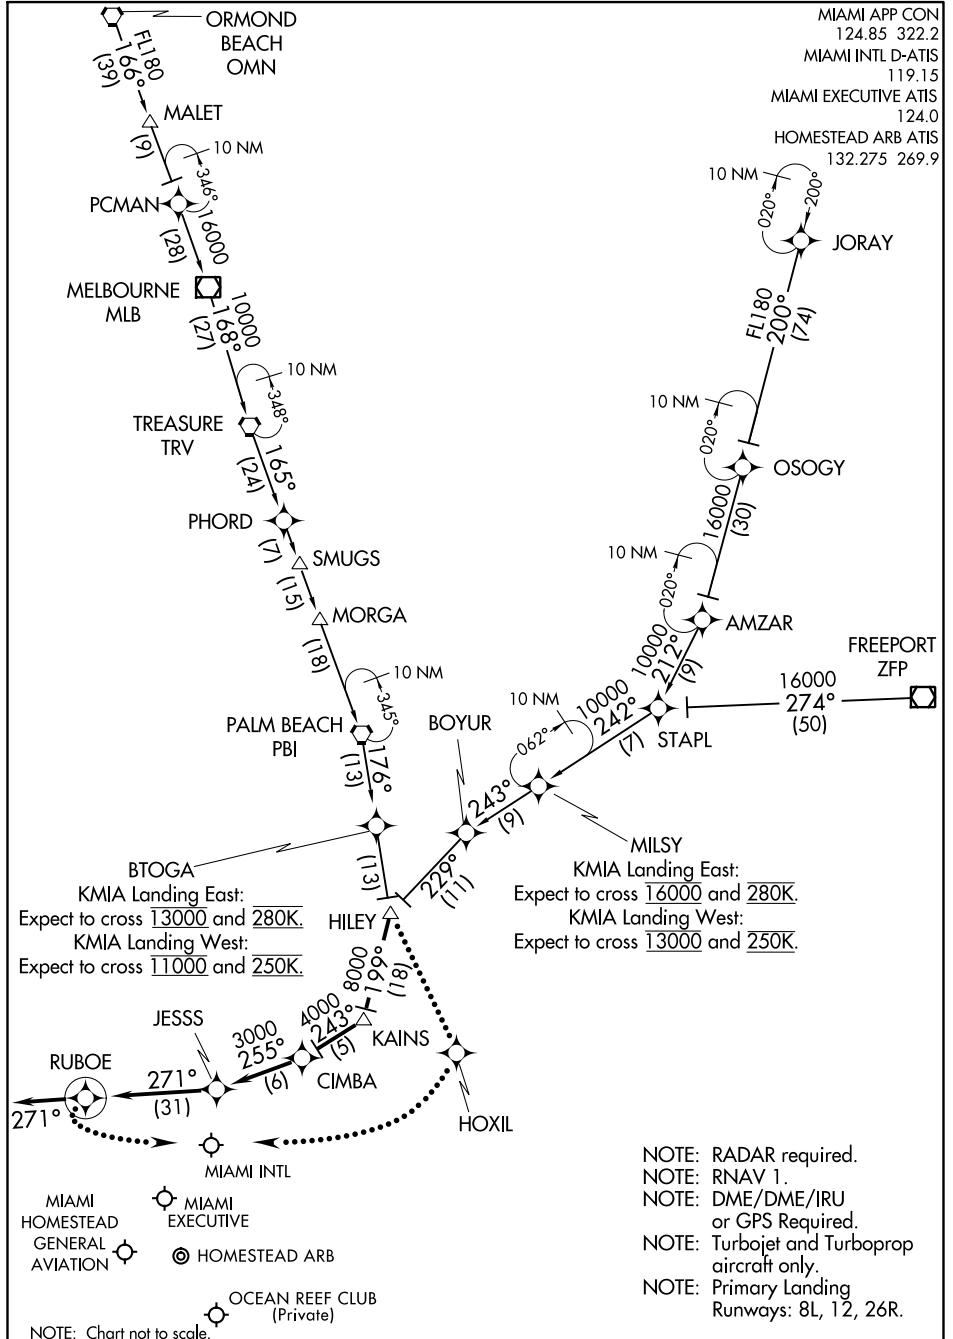 ORMOND
BEACH
OMN
FL180
166°
(39)
MALET
(9)
10 NM
346°
PCMAN
16000
(28)
MELBOURNE
MLB
10000
168°
(27)
10 NM
348°
TREASURE
TRV
165°
(24)
PHORD
(7)
SMUGS
(15)
MORGA
(18)
10 NM
345°
PALM BEACH
PBI
176°
(13)
BTOGA
KMIA Landing East:
Expect to cross 13000 and 280K.
KMIA Landing West:
Expect to cross 11000 and 250K.
(13)
HILEY
MIAMI APP CON
124.85 322.2
MIAMI INTL D-ATIS
119.15
MIAMI EXECUTIVE ATIS
124.0
HOMESTEAD ARB ATIS
132.275 269.9
10 NM
020°
200°
JORAY
FL180
200°
(74)
10 NM
020°
OSOGY
16000
(30)
10 NM
020°
AMZAR
10000
212°
(9)
FREEPORT
ZFP
16000
274°
(50)
STAPL
10000
242°
(7)
10 NM
062°
BOYUR
243°
(9)
MILSY
KMIA Landing East:
Expect to cross 16000 and 280K.
KMIA Landing West:
Expect to cross 13000 and 250K.
229°
(11)
8000
199°
(18)
KAINS
4000
243°
(5)
CIMBA
3000
255°
(6)
JESSS
271°
(31)
RUBOE
271°
HOXIL
MIAMI INTL
MIAMI
EXECUTIVE
MIAMI
HOMESTEAD
GENERAL
AVIATION
HOMESTEAD ARB
OCEAN REEF CLUB
(Private)
NOTE: Chart not to scale.
NOTE: RADAR required.
NOTE: RNAV 1.
NOTE: DME/DME/IRU
or GPS Required.
NOTE: Turbojet and Turboprop
aircraft only.
NOTE: Primary Landing
Runways: 8L, 12, 26R.